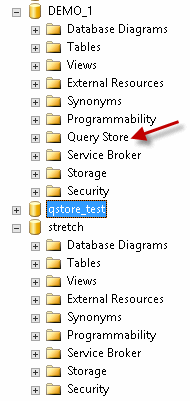 DEMO_1
Database Diagrams
Tables
Views
External Resources
Synonyms
Programmability
Query Store
Service Broker
Storage
Security
qstore_test
stretch
Database Diagrams
Tables
Views
External Resources
Synonyms
Programmability
Service Broker
Storage
Security